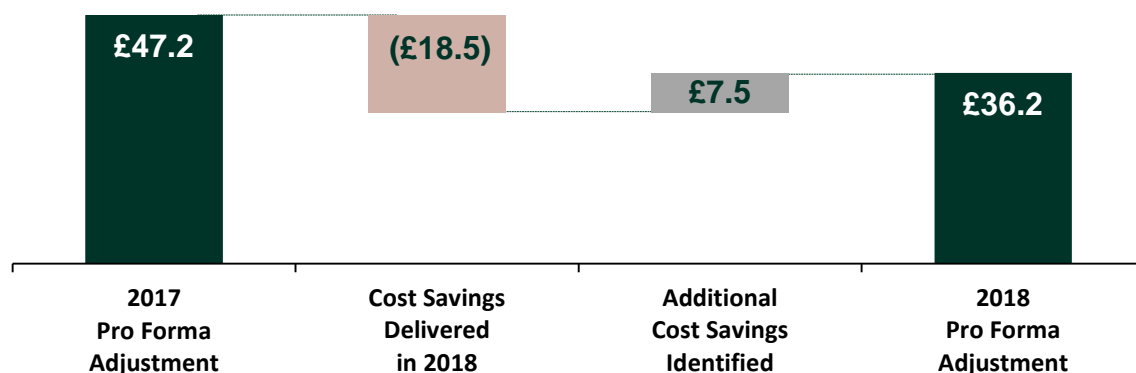 £47.2
(£18.5)
£7.5
£36.2
2017
Pro Forma
Adjustment
Cost Savings
Delivered
in 2018
Additional
Cost Savings
Identified
2018
Pro Forma
Adjustment